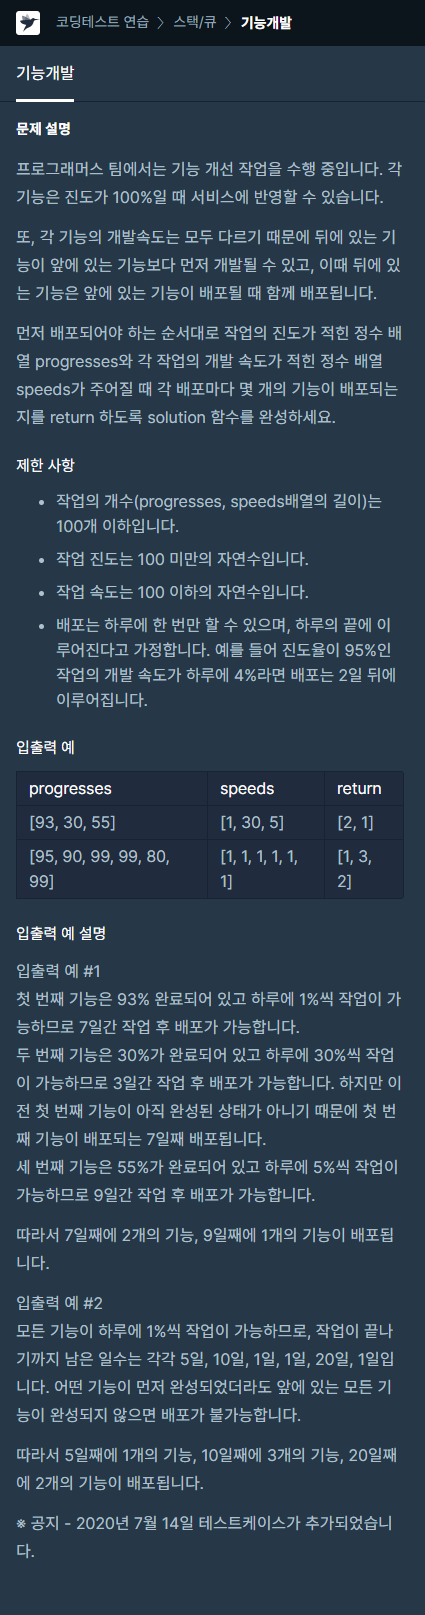 코딩테스트 연습 > 스택/큐 > 기능개발
기능개발
문제 설명
프로그래머스 팀에서는 기능 개선 작업을 수행 중입니다. 각
기능은 진도가 100%일 때 서비스에 반영할 수 있습니다.
또, 각 기능의 개발속도는 모두 다르기 때문에 뒤에 있는 기
능이 앞에 있는 기능보다 먼저 개발될 수 있고, 이때 뒤에 있
는 기능은 앞에 있는 기능이 배포될 때 함께 배포됩니다.
먼저 배포되어야 하는 순서대로 작업의 진도가 적힌 정수 배
열 progresses와 각 작업의 개발 속도가 적힌 정수 배열
speeds가 주어질 때 각 배포마다 몇 개의 기능이 배포되는
지를 return 하도록 solution 함수를 완성하세요.
제한 사항
• 작업의 개수(progresses, speeds배열의 길이)는
100개 이하입니다.
• 작업 진도는 100 미만의 자연수입니다.
• 작업 속도는 100 이하의 자연수입니다.
• 배포는 하루에 한 번만 할 수 있으며, 하루의 끝에 이
루어진다고 가정합니다. 예를 들어 진도율이 95%인
작업의 개발 속도가 하루에 4%라면 배포는 2일 뒤에
이루어집니다.
입출력 예
progresses speeds return
[93, 30, 55] [1, 30, 5] [2, 1]
[95, 90, 99, 99, 80, [1, 1, 1, 1, 1, [1, 3,
99] 1] 2]
입출력 예 설명
입출력 예 #1
첫 번째 기능은 93% 완료되어 있고 하루에 1%씩 작업이 가
능하므로 7일간 작업 후 배포가 가능합니다.
두 번째 기능은 30%가 완료되어 있고 하루에 30%씩 작업
이 가능하므로 3일간 작업 후 배포가 가능합니다. 하지만 이
전 첫 번째 기능이 아직 완성된 상태가 아니기 때문에 첫 번
째 기능이 배포되는 7일째 배포됩니다.
세 번째 기능은 55%가 완료되어 있고 하루에 5%씩 작업이
가능하므로 9일간 작업 후 배포가 가능합니다.
따라서 7일째에 2개의 기능, 9일째에 1개의 기능이 배포됩
니다.
입출력 예 #2
모든 기능이 하루에 1%씩 작업이 가능하므로, 작업이 끝나
기까지 남은 일수는 각각 5일, 10일, 1일, 1일, 20일, 1일입
니다. 어떤 기능이 먼저 완성되었더라도 앞에 있는 모든 기
능이 완성되지 않으면 배포가 불가능합니다.
따라서 5일째에 1개의 기능, 10일째에 3개의 기능, 20일째
에 2개의 기능이 배포됩니다.
※ 공지 - 2020년 7월 14일 테스트케이스가 추가되었습니
다.